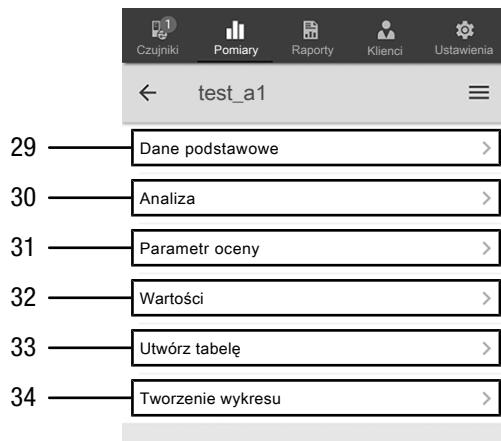 1
Czujniki Pomiary Raporty Klienci Ustawienia
test_a1
29 Dane podstawowe
30 Analiza
31 Parametr oceny
32 Wartości
33 Utwórz tabelę
34 Tworzenie wykresu